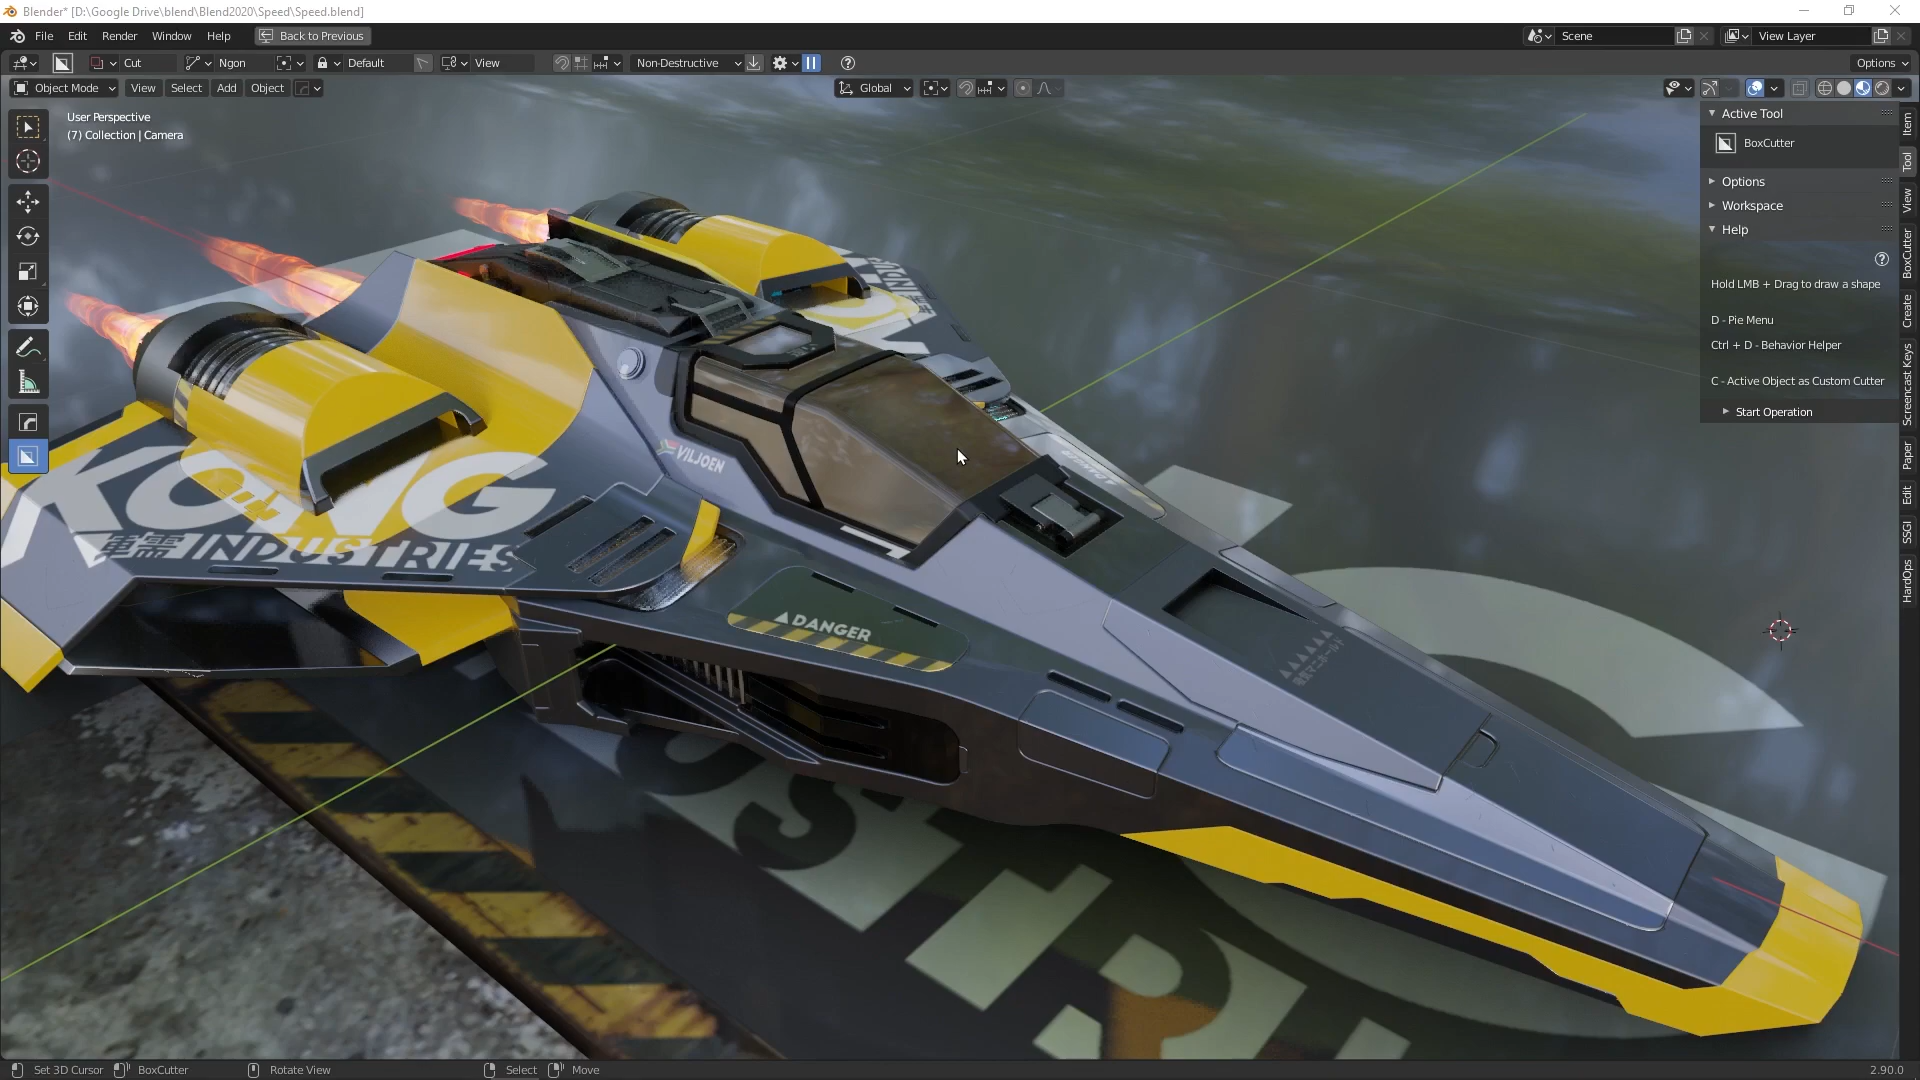 Blender* [D:\Google Drive\blend\Blend2020\Speed\Speed.blend]
File Edit Render Window Help Back to Previous Scene View Layer
Cut Ngon Default View Non-Destructive Options
Object Mode View Select Add Object Global
User Perspective
(7) Collection | Camera
Active Tool
BoxCutter
Options
Workspace
Help
Hold LMB + Drag to draw a shape
D - Pie Menu
Ctrl + D - Behavior Helper
C - Active Object as Custom Cutter
Start Operation
Item
Tool
View
BoxCutter
Create
Screencast Keys
Paper
Edit
SSGI
HardOps
VILJOEN
KONG
INDUSTRIES
DANGER
Set 3D Cursor BoxCutter Rotate View Select Move 2.90.0